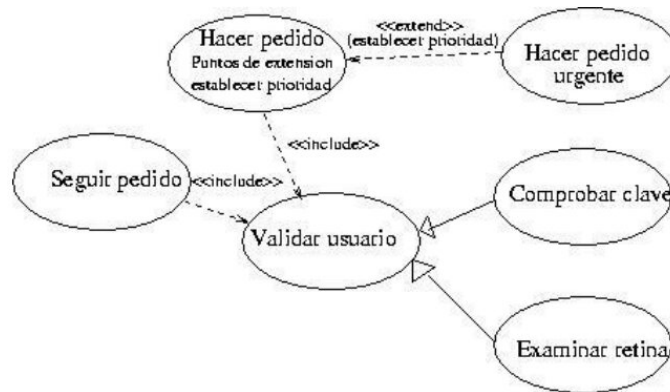 <<extend>>
Hacer pedido
(establecer prioridad)
Puntos de extension
establecer prioridad
Hacer pedido
urgente
<<include>>
Seguir pedido
<<include>>
Comprobar clave
Validar usuario
Examinar retina